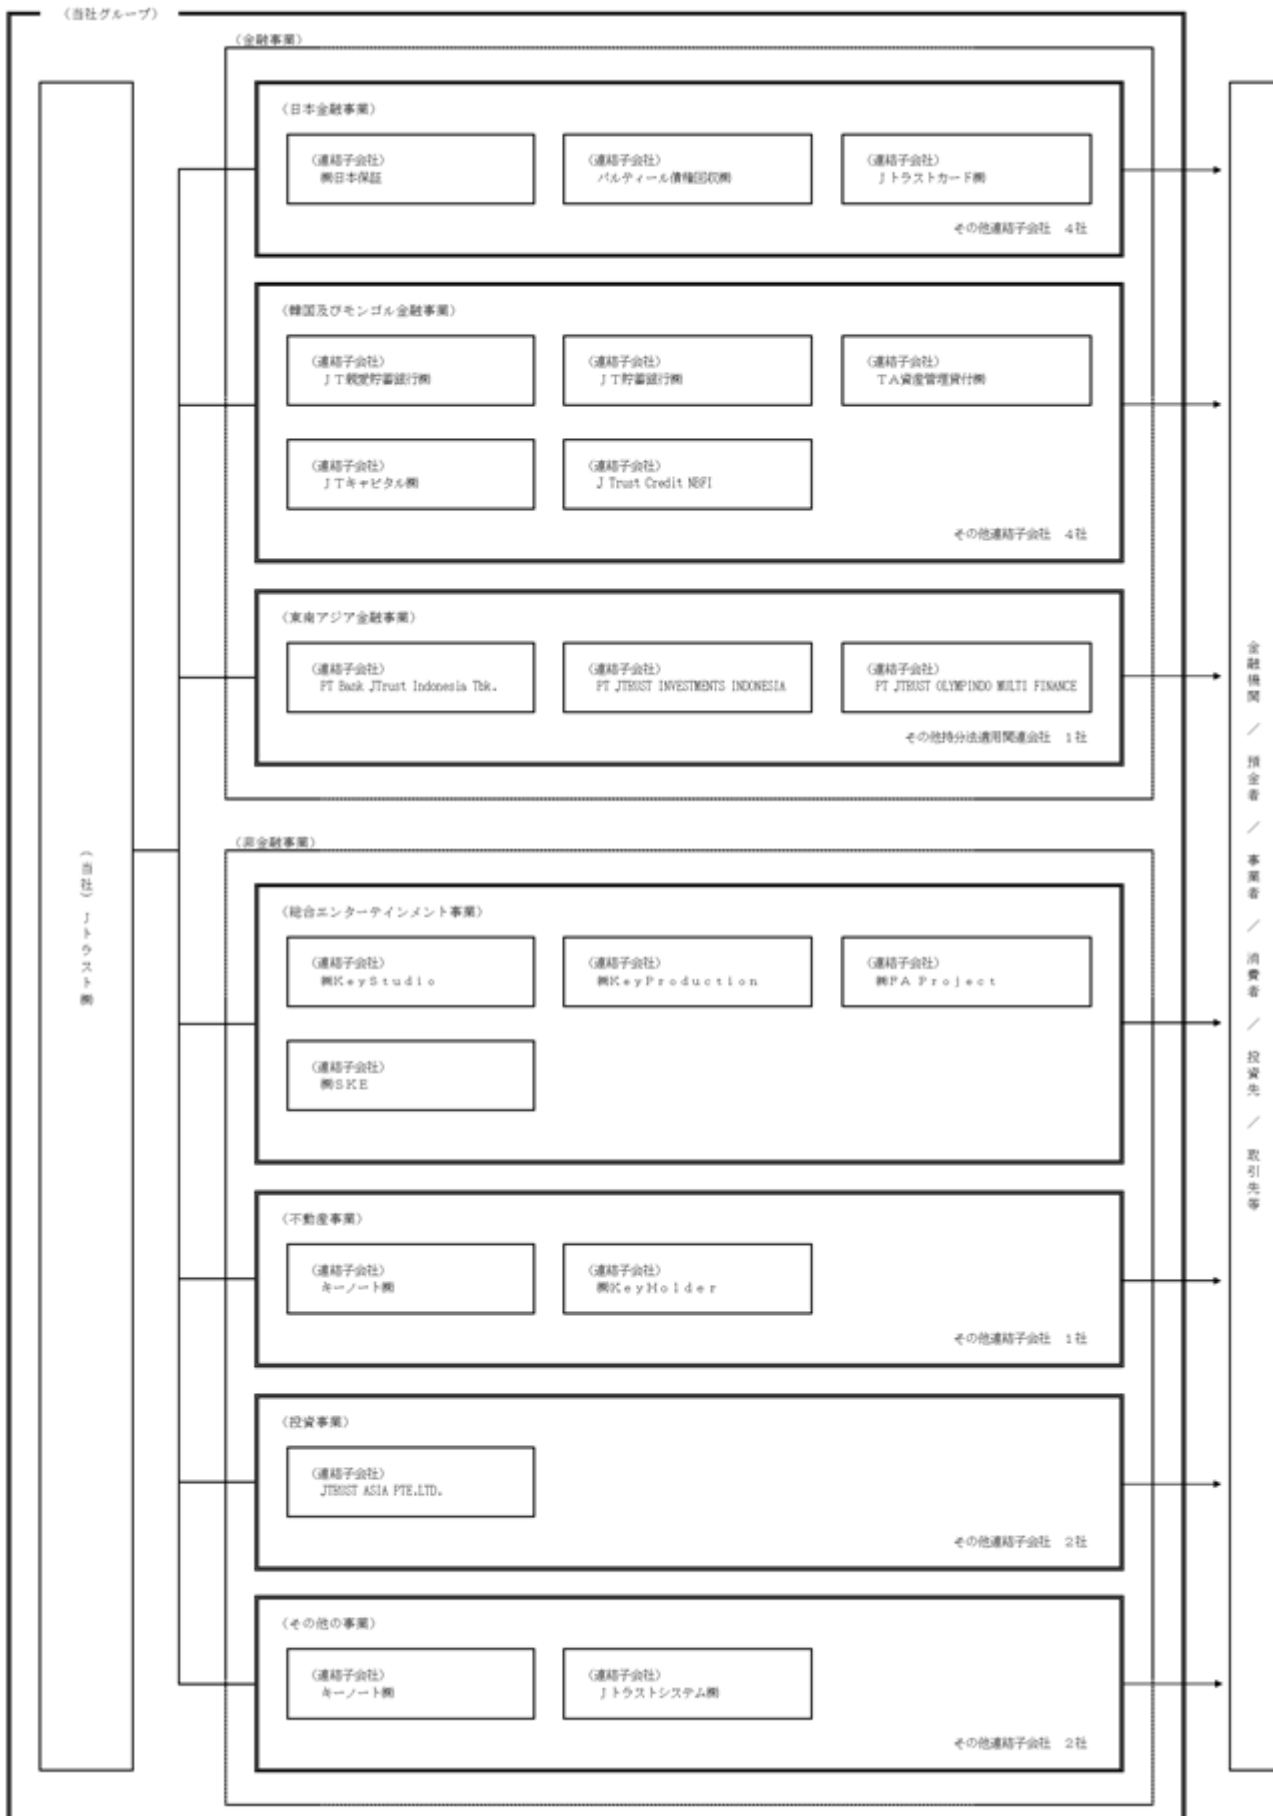 （当社グループ）
（金融事業）
（日本金融事業）
（連結子会社）
㈱日本保証
（連結子会社）
パルティール債権回収㈱
（連結子会社）
Ｊトラストカード㈱
その他連結子会社　４社
（韓国及びモンゴル金融事業）
（連結子会社）
ＪＴ親愛貯蓄銀行㈱
（連結子会社）
ＪＴ貯蓄銀行㈱
（連結子会社）
ＴＡ資産管理貸付㈱
（連結子会社）
ＪＴキャピタル㈱
（連結子会社）
J Trust Credit NBFI
その他連結子会社　４社
（東南アジア金融事業）
（連結子会社）
PT Bank JTrust Indonesia Tbk.
（連結子会社）
PT JTRUST INVESTMENTS INDONESIA
（連結子会社）
PT JTRUST OLYMPINDO MULTI FINANCE
その他持分法適用関連会社　１社
（当社）Ｊトラスト㈱
（非金融事業）
（総合エンターテインメント事業）
（連結子会社）
㈱ＫｅｙＳｔｕｄｉｏ
（連結子会社）
㈱ＫｅｙＰｒｏｄｕｃｔｉｏｎ
（連結子会社）
㈱ＦＡ Ｐｒｏｊｅｃｔ
（連結子会社）
㈱ＳＫＥ
（不動産事業）
（連結子会社）
キーノート㈱
（連結子会社）
㈱ＫｅｙＨｏｌｄｅｒ
その他連結子会社　１社
（投資事業）
（連結子会社）
JTRUST ASIA PTE.LTD.
その他連結子会社　２社
（その他の事業）
（連結子会社）
キーノート㈱
（連結子会社）
Ｊトラストシステム㈱
その他連結子会社　２社
金融機関　／　預金者　／　事業者　／　消費者　／　投資先　／　取引先等